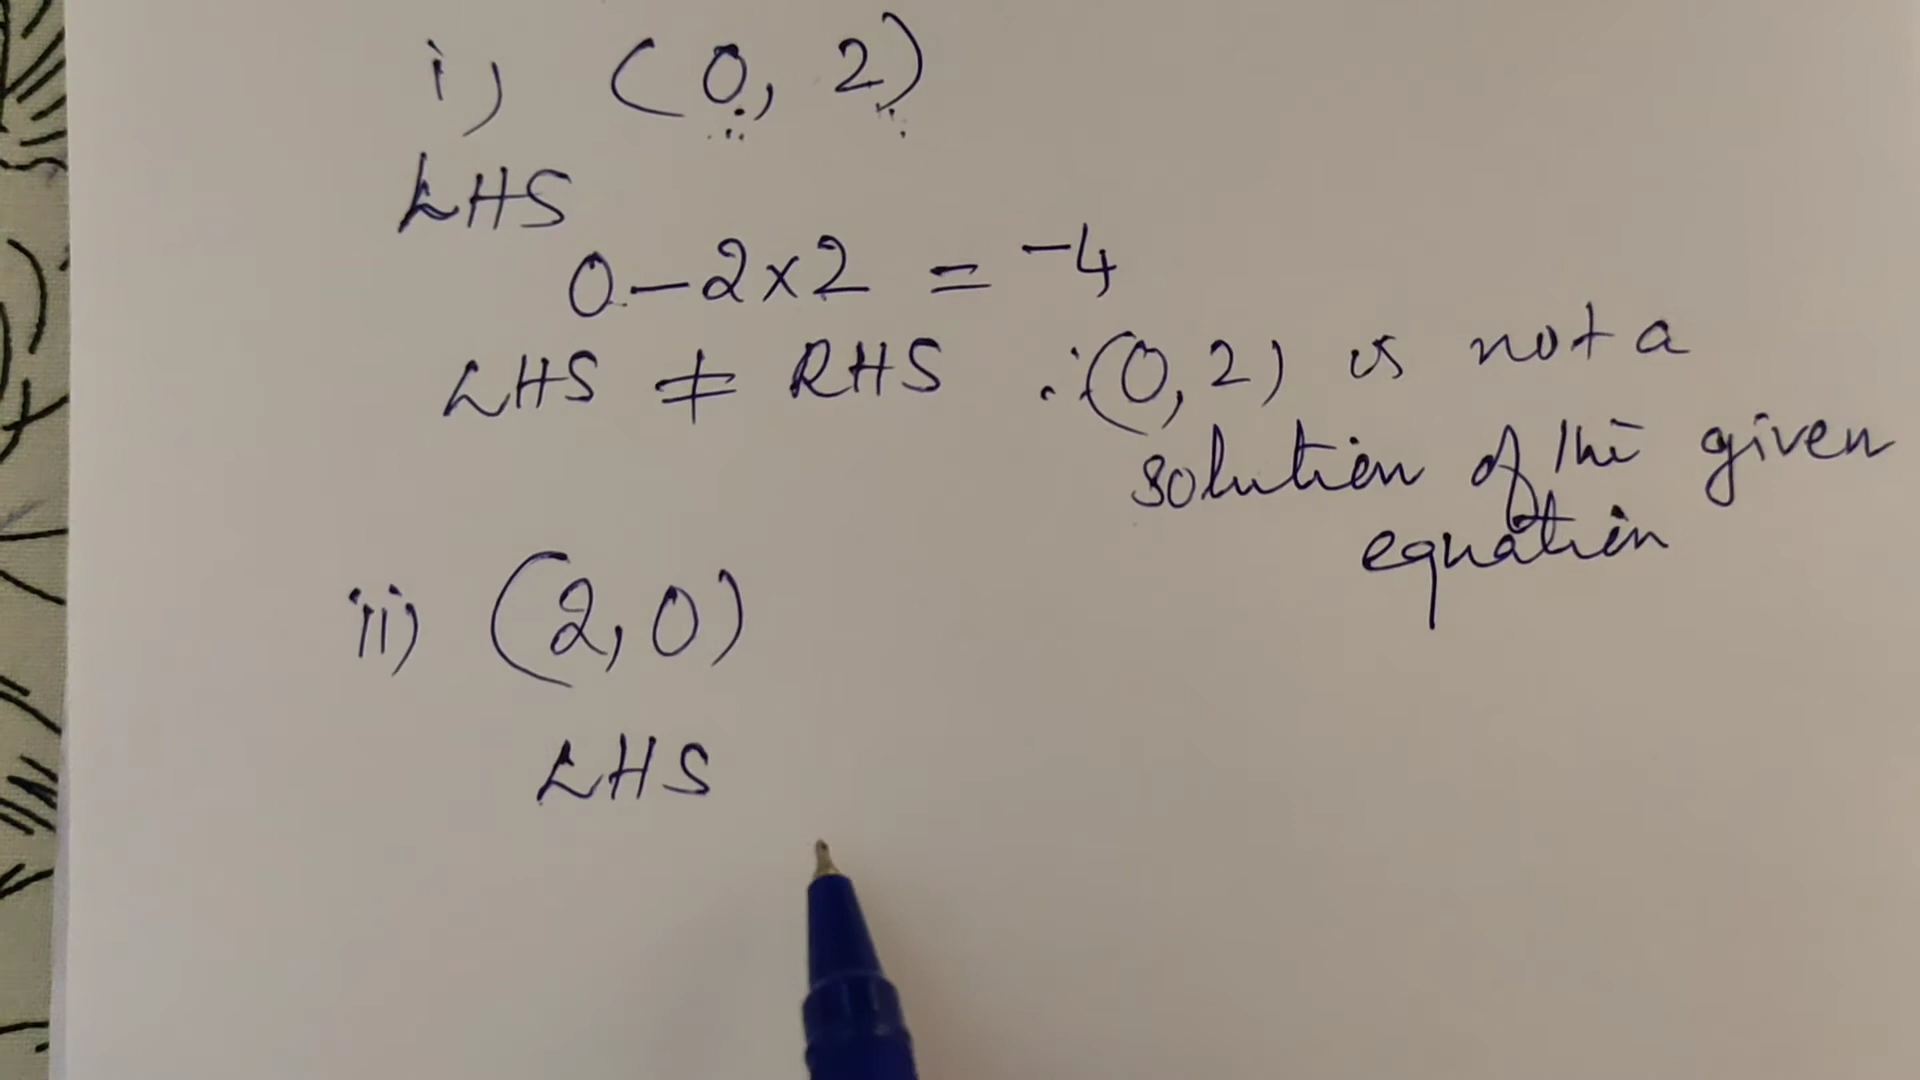 i) (0, 2)
LHS
0 - 2 x 2 = -4
LHS ≠ RHS ∴ (0, 2) is not a
solution of the given
equation
ii) (2, 0)
LHS